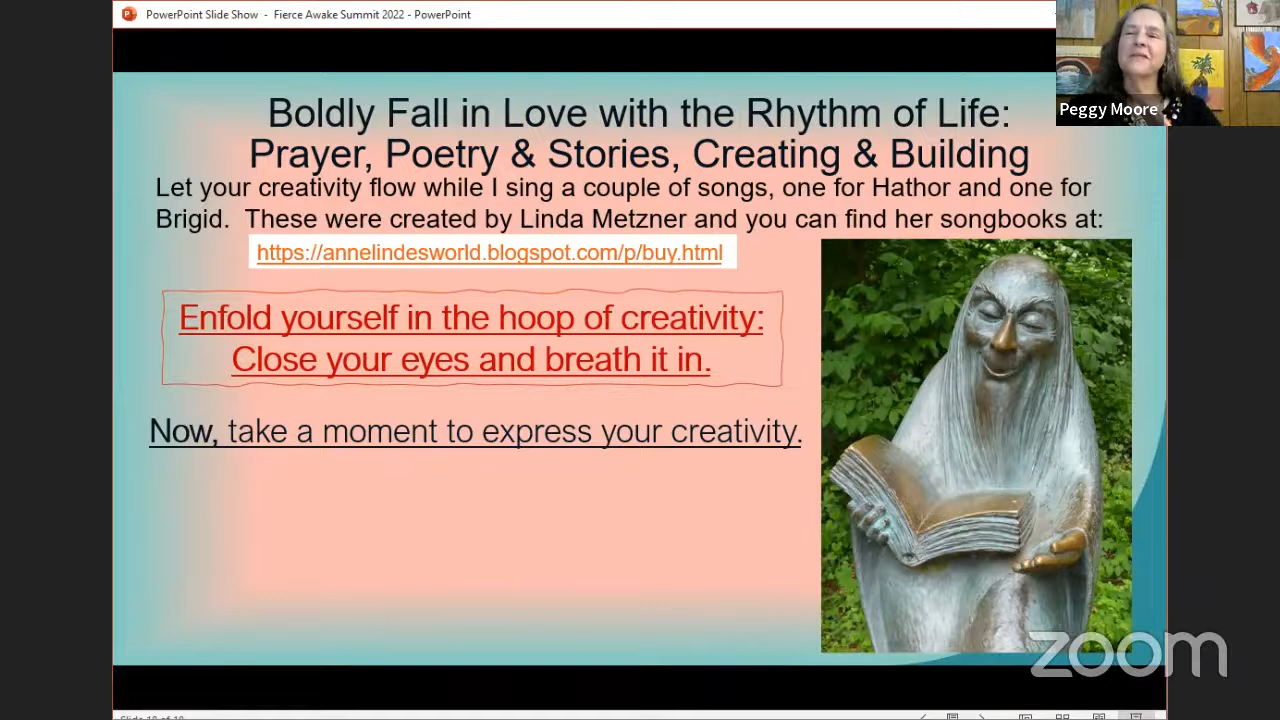 PowerPoint Slide Show - Fierce Awake Summit 2022 - PowerPoint
Peggy Moore
Boldly Fall in Love with the Rhythm of Life:
Prayer, Poetry & Stories, Creating & Building
Let your creativity flow while I sing a couple of songs, one for Hathor and one for
Brigid. These were created by Linda Metzner and you can find her songbooks at:
https://annelindesworld.blogspot.com/p/buy.html
Enfold yourself in the hoop of creativity:
Close your eyes and breath it in.
Now, take a moment to express your creativity.
zoom